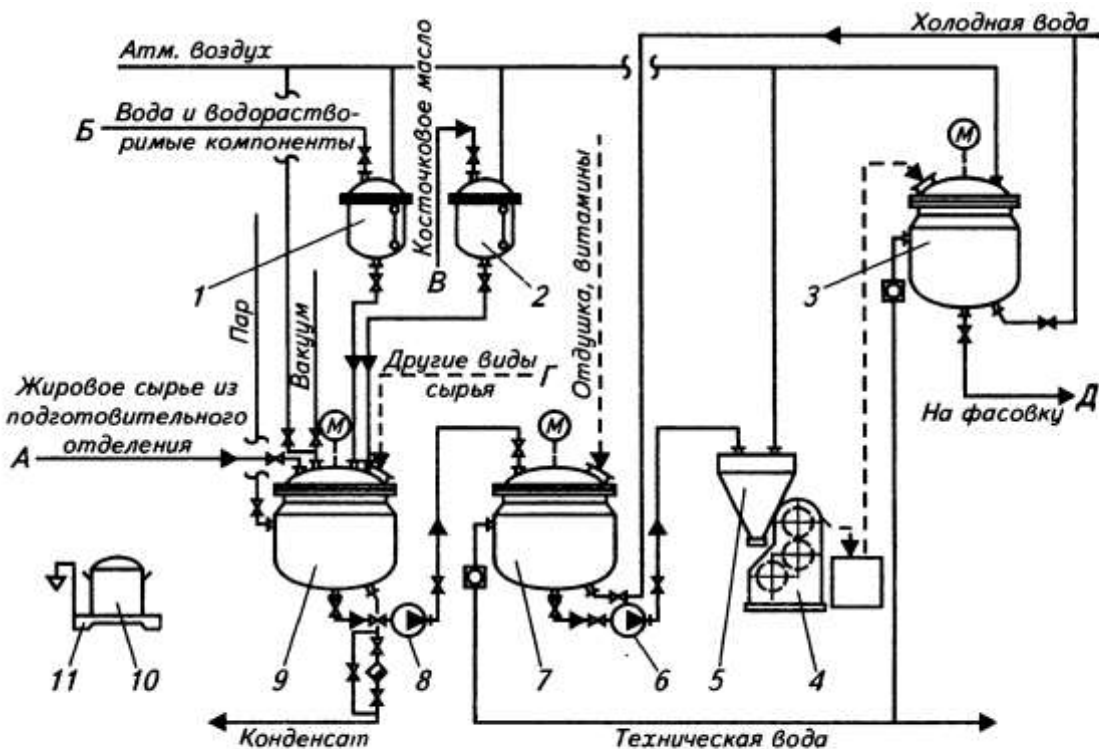 Холодная вода
Атм. воздух
Косточковое масло
Б
Вода и водораство-
римые компоненты
М
1
В
2
Отдушка, витамины
3
Пар
Вакуум
Другие виды
сырья
Г
На фасовку
Д
Жировое сырье из
подготовительного
отделения
А
М
М
5
11
10
9
8
7
6
5
4
Конденсат
Техническая вода